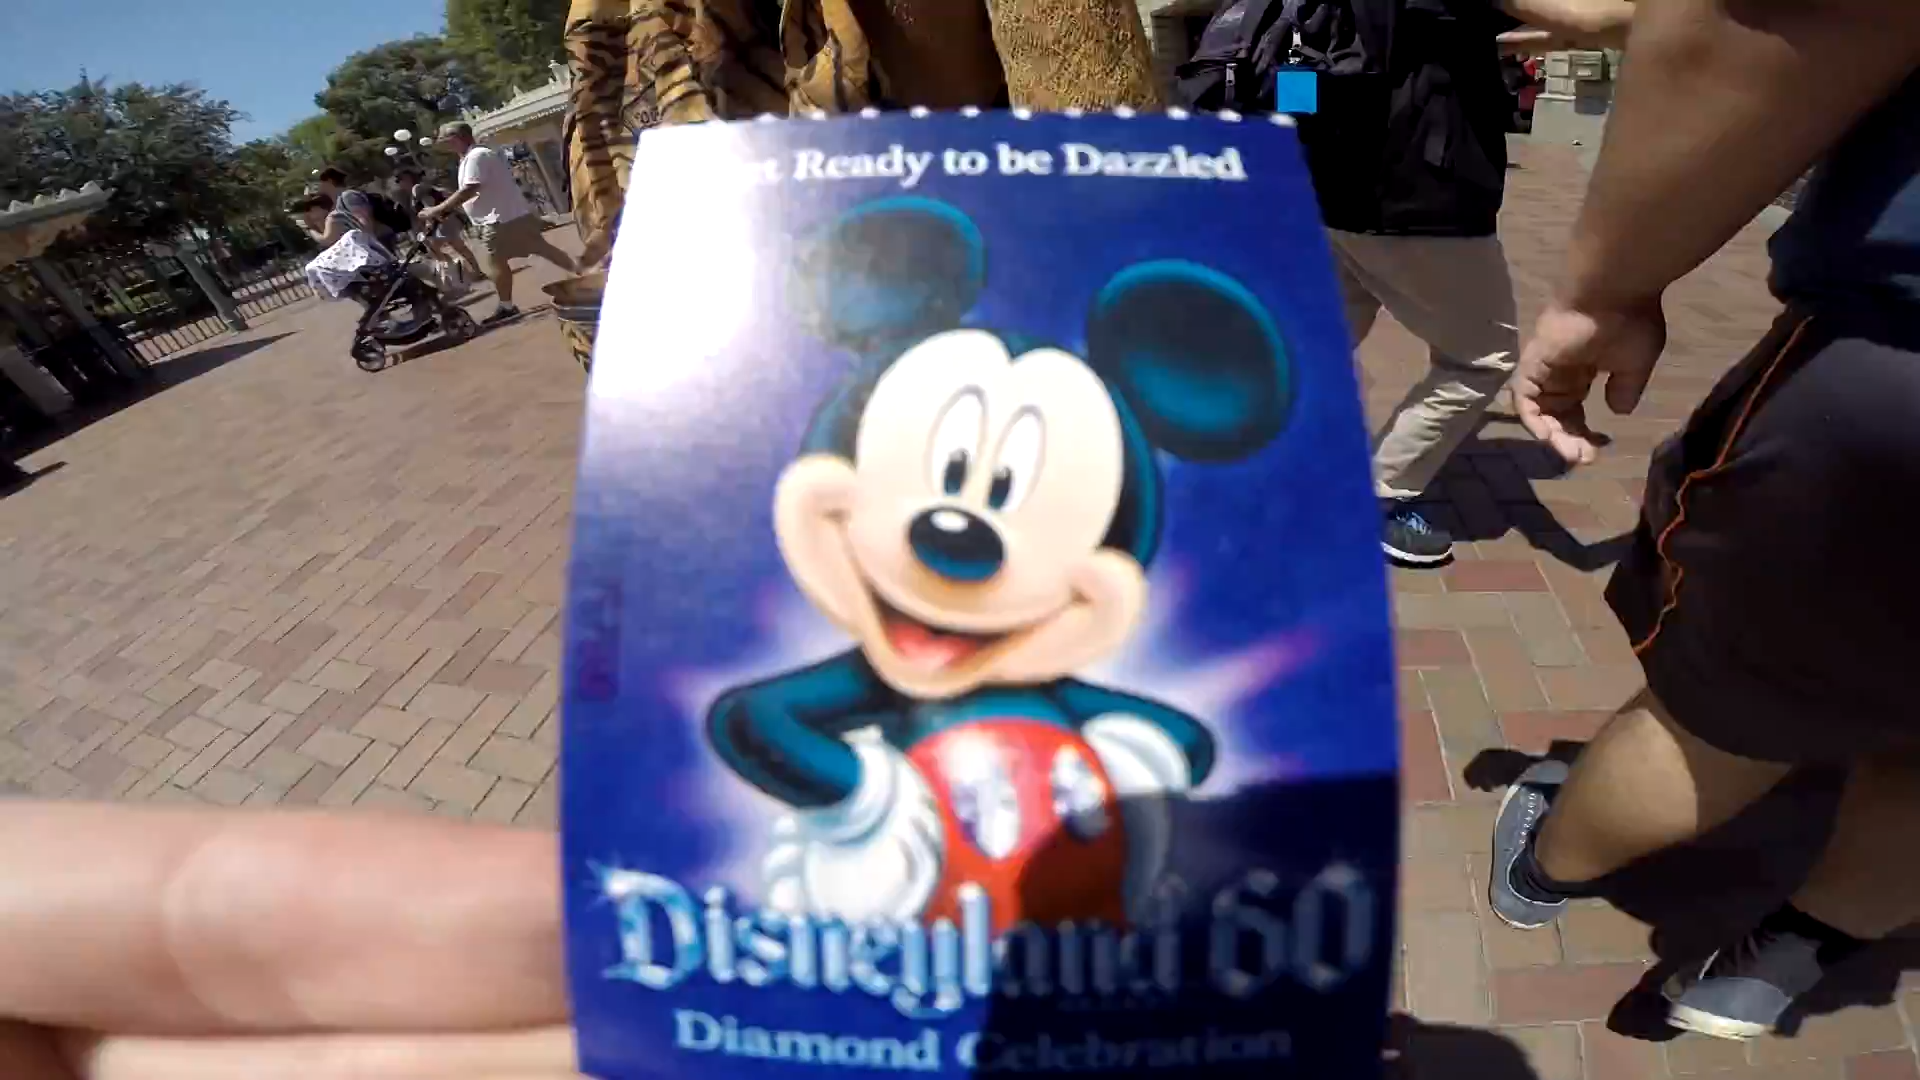 Ready to be Dazzled
Disneyland 60
Diamond Celebration